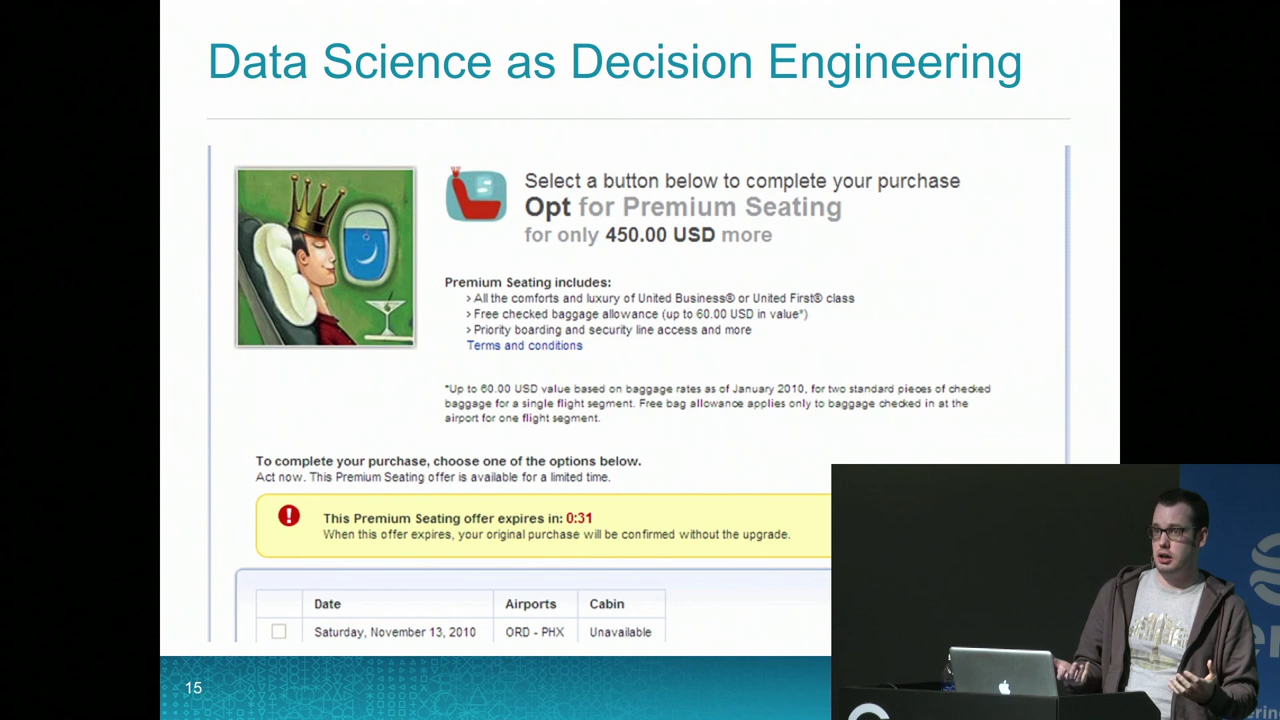 Data Science as Decision Engineering
Select a button below to complete your purchase
Opt for Premium Seating
for only 450.00 USD more
Premium Seating includes:
› All the comforts and luxury of United Business® or United First® class
› Free checked baggage allowance (up to 60.00 USD in value*)
› Priority boarding and security line access and more
Terms and conditions
*Up to 60.00 USD value based on baggage rates as of January 2010, for two standard pieces of checked
baggage for a single flight segment. Free bag allowance applies only to baggage checked in at the
airport for one flight segment.
To complete your purchase, choose one of the options below.
Act now. This Premium Seating offer is available for a limited time.
This Premium Seating offer expires in: 0:31
When this offer expires, your original purchase will be confirmed without the upgrade.
Date Airports Cabin
Saturday, November 13, 2010 ORD - PHX Unavailable
15